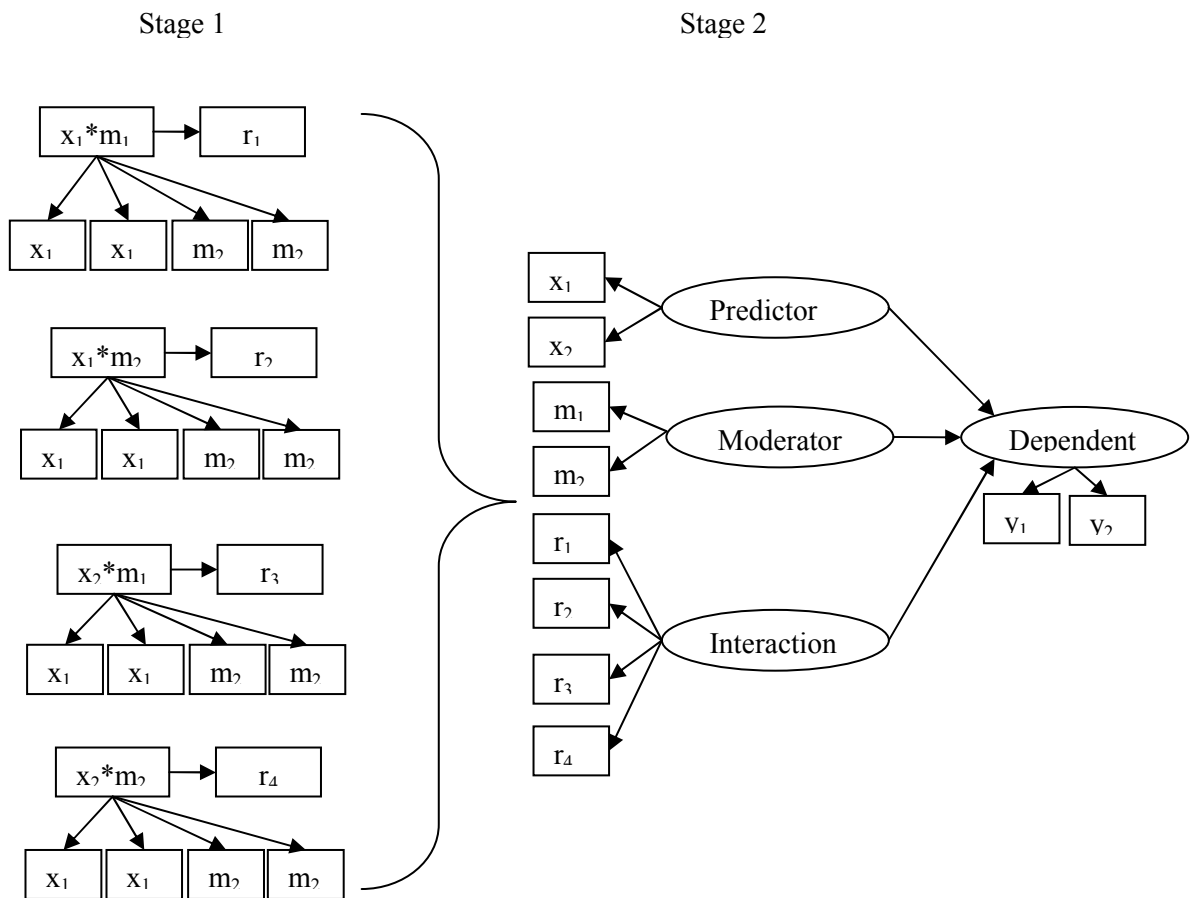 Stage 1
Stage 2
x₁*m₁
r₁
x₁
x₁
m₂
m₂
x₁*m₂
r₂
x₁
x₁
m₂
m₂
x₂*m₁
r₃
x₁
x₁
m₂
m₂
x₂*m₂
r₄
x₁
x₁
m₂
m₂
x₁
x₂
m₁
m₂
r₁
r₂
r₃
r₄
Predictor
Moderator
Interaction
Dependent
y₁
y₂